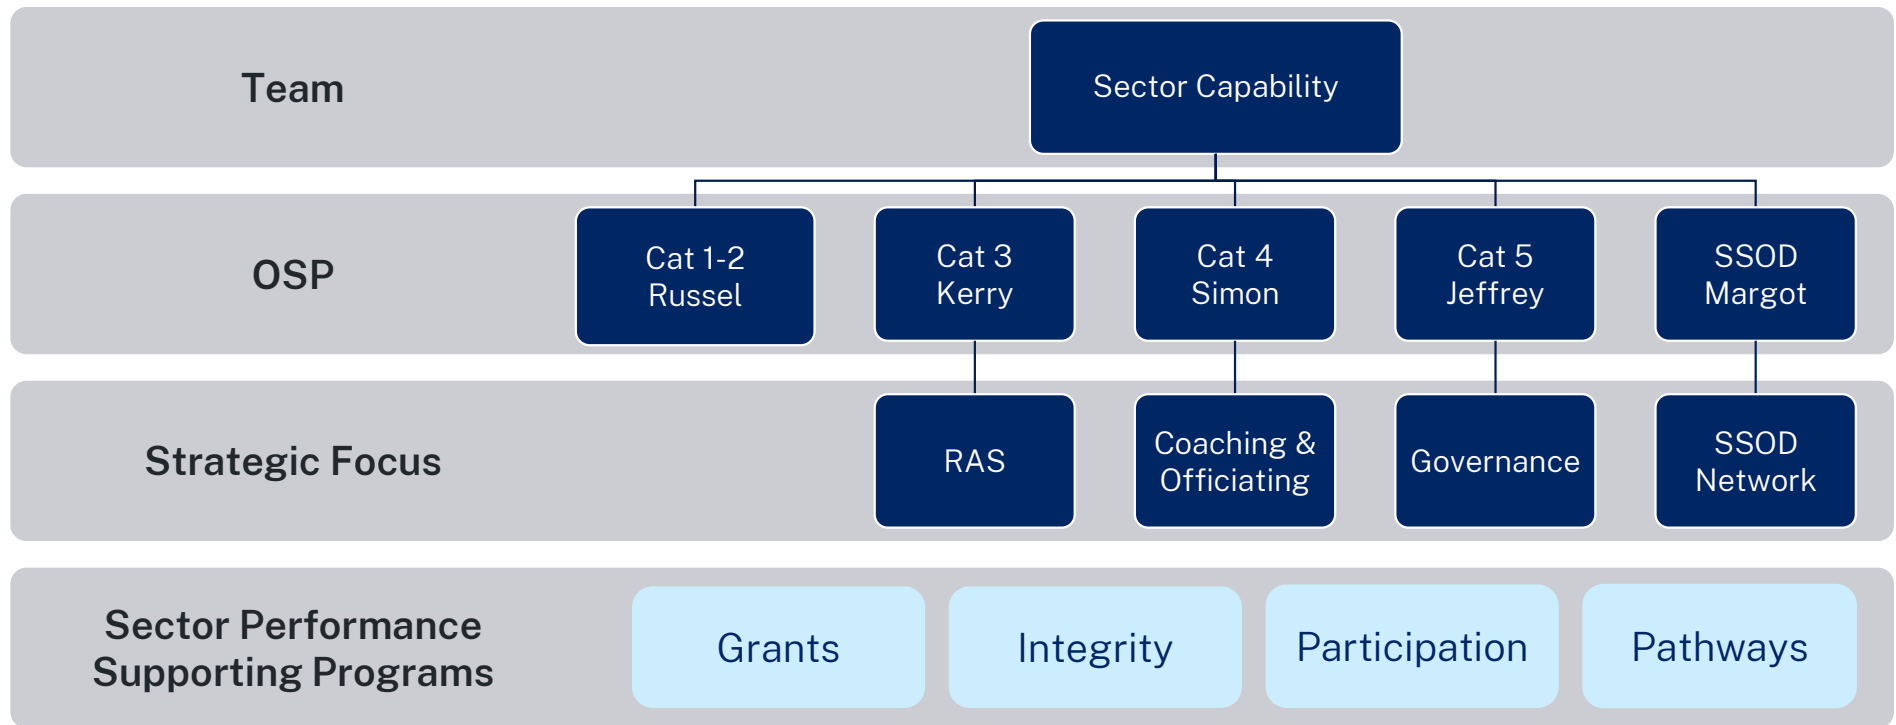 Team
Sector Capability
OSP
Cat 1-2
Russel
Cat 3
Kerry
Cat 4
Simon
Cat 5
Jeffrey
SSOD
Margot
Strategic Focus
RAS
Coaching &
Officiating
Governance
SSOD
Network
Sector Performance
Supporting Programs
Grants
Integrity
Participation
Pathways